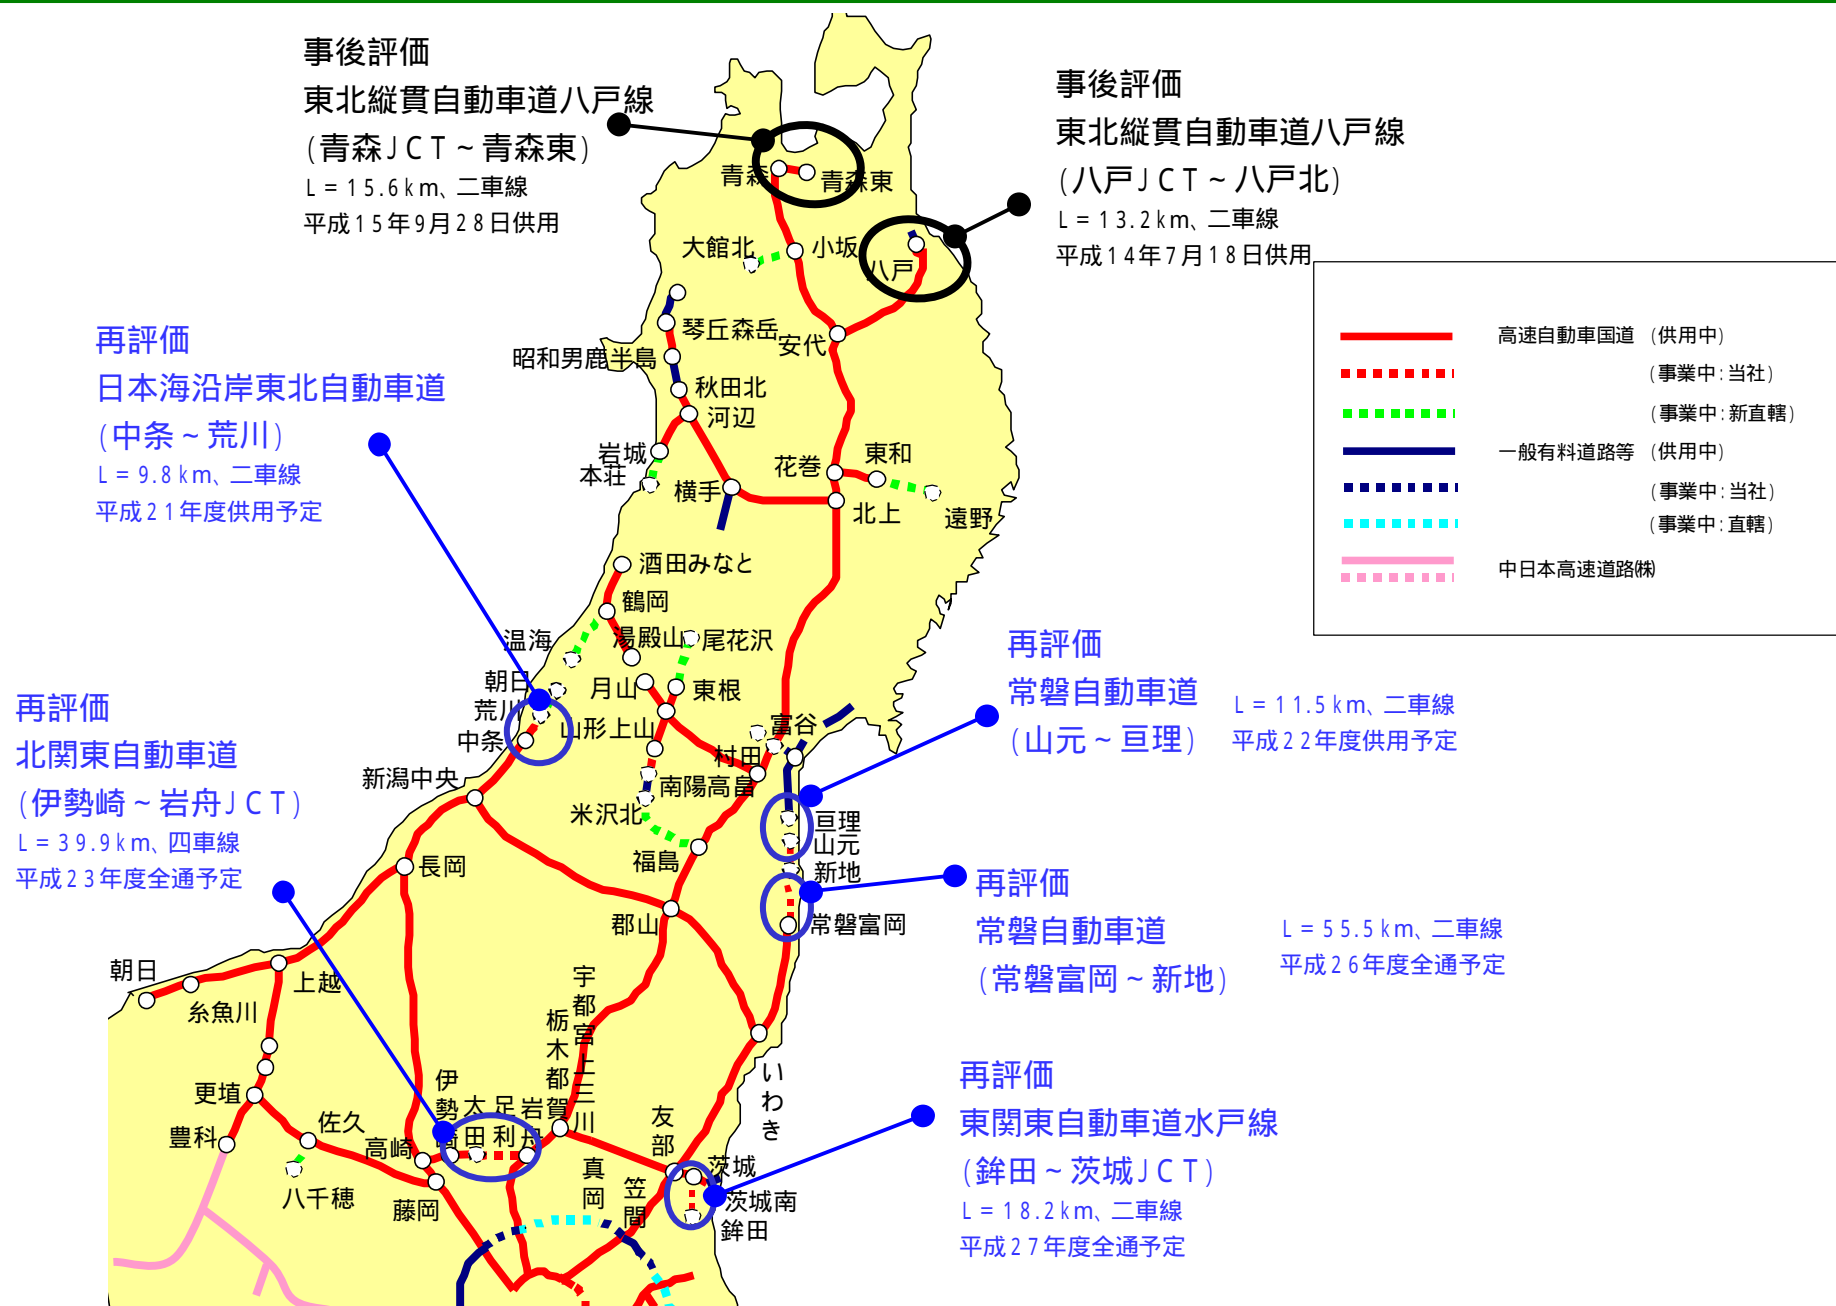 事後評価
東北縦貫自動車道八戸線
(青森JCT~青森東)
L=15.6km、二車線
平成15年9月28日供用
事後評価
東北縦貫自動車道八戸線
(八戸JCT~八戸北)
L=13.2km、二車線
平成14年7月18日供用
高速自動車国道 (供用中)
(事業中:当社)
(事業中:新直轄)
一般有料道路等 (供用中)
(事業中:当社)
(事業中:直轄)
中日本高速道路㈱
再評価
日本海沿岸東北自動車道
(中条~荒川)
L=9.8km、二車線
平成21年度供用予定
再評価
北関東自動車道
(伊勢崎~岩舟JCT)
L=39.9km、四車線
平成23年度全通予定
再評価
常磐自動車道
(山元~亘理)
L=11.5km、二車線
平成22年度供用予定
再評価
常磐自動車道
(常磐富岡~新地)
L=55.5km、二車線
平成26年度全通予定
再評価
東関東自動車道水戸線
(鉾田~茨城JCT)
L=18.2km、二車線
平成27年度全通予定
青森
青森東
大館北
小坂
八戸
琴丘森岳
安代
昭和男鹿半島
秋田北
河辺
岩城
本荘
横手
花巻
東和
北上
遠野
酒田みなと
鶴岡
湯殿山
尾花沢
温海
朝日
荒川
中条
月山
東根
山形上山
富谷
村田
南陽高畠
米沢北
新潟中央
亘理
山元
新地
福島
長岡
郡山
常磐富岡
朝日
糸魚川
上越
宇都宮上三川
栃木都賀
いわき
更埴
豊科
佐久
八千穂
高崎
藤岡
伊勢崎
太田
足利
岩舟
友部
真岡
笠間
茨城
茨城南
鉾田